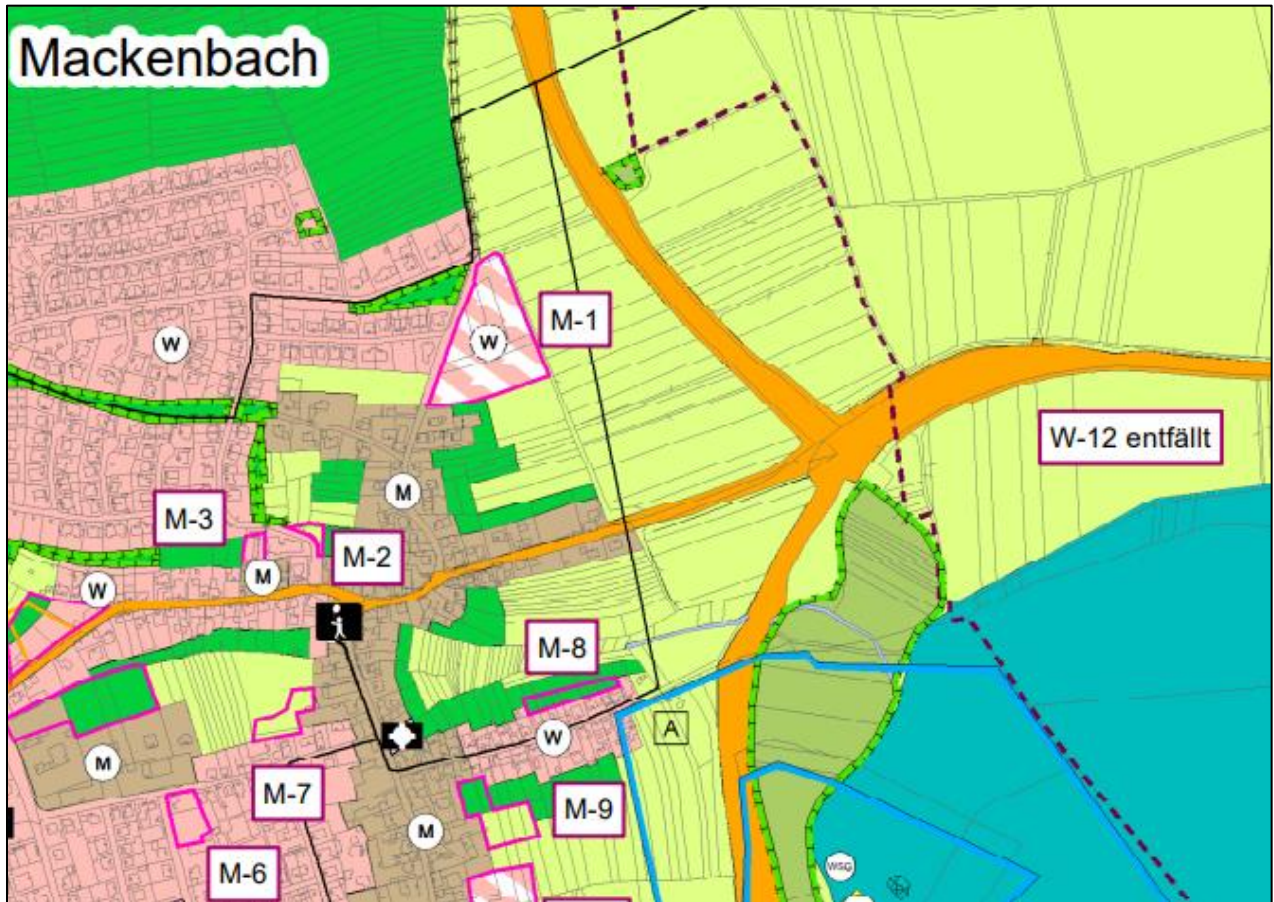 Mackenbach
M-1
W
W
W-12 entfällt
M
M-3
M-2
M
W
M-8
A
W
M
M-7
M-9
M
M-6
WSG